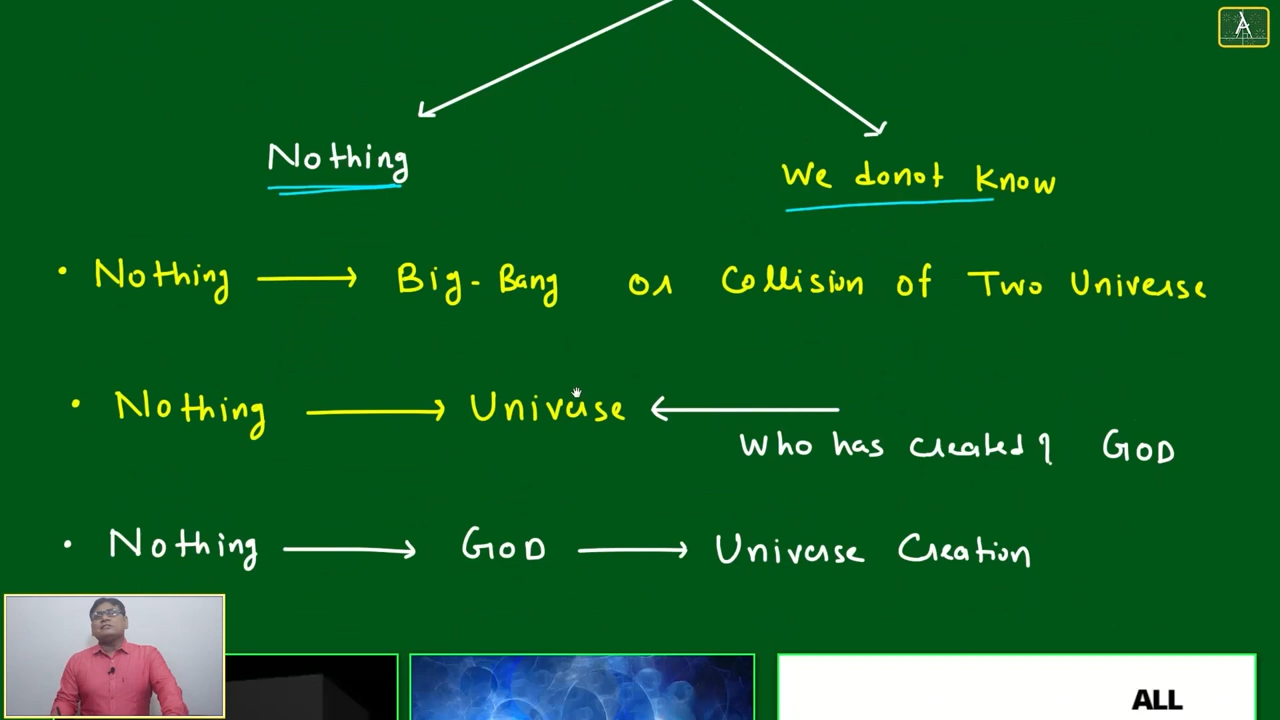 Nothing
We donot Know
• Nothing → Big-Bang or Collision of Two Universe
• Nothing → Universe ←
Who has created? GOD
• Nothing → GOD → Universe Creation
ALL